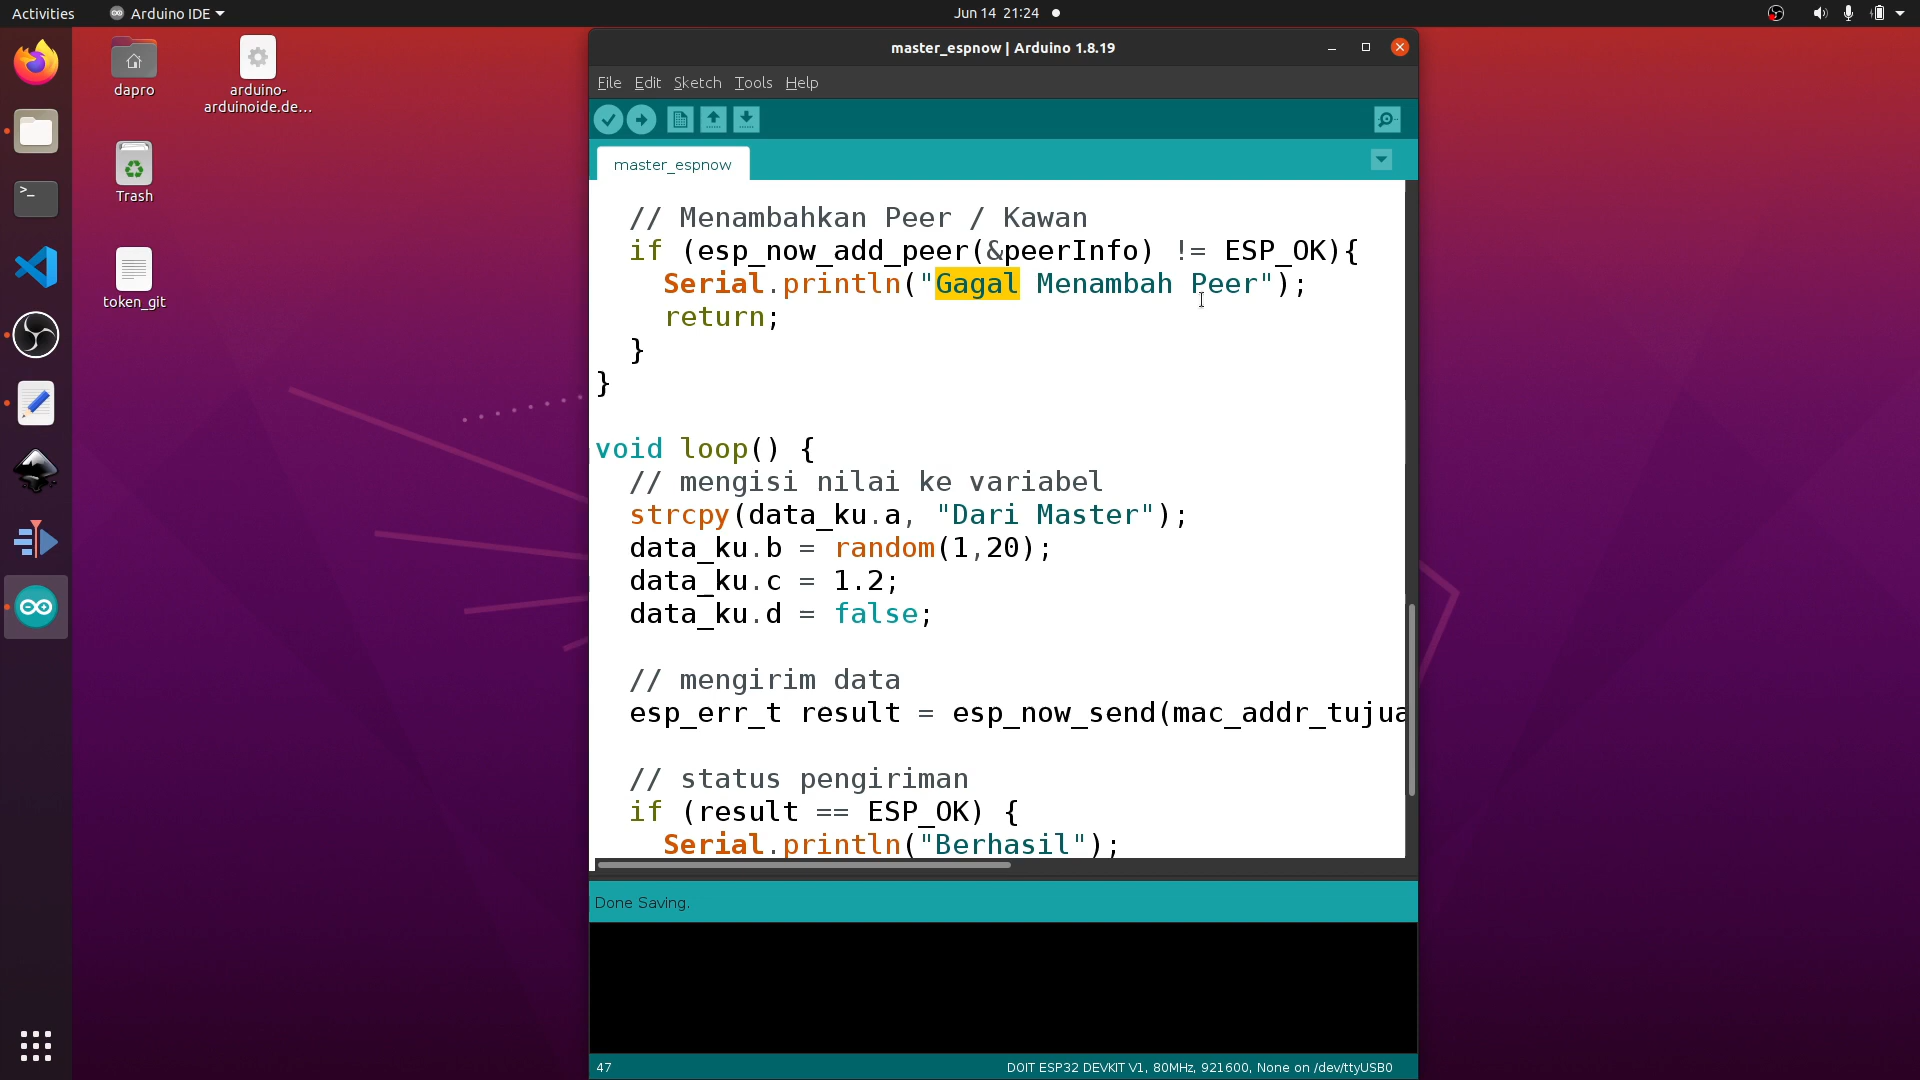 Activities
Arduino IDE
Jun 14 21:24
master_espnow | Arduino 1.8.19
dapro
arduino-
arduinoide.de...
Trash
token_git
File Edit Sketch Tools Help
master_espnow
// Menambahkan Peer / Kawan
if (esp_now_add_peer(&peerInfo) != ESP_OK){
Serial.println("Gagal Menambah Peer");
return;
}
}
void loop() {
// mengisi nilai ke variabel
strcpy(data_ku.a, "Dari Master");
data_ku.b = random(1,20);
data_ku.c = 1.2;
data_ku.d = false;
// mengirim data
esp_err_t result = esp_now_send(mac_addr_tujua
// status pengiriman
if (result == ESP_OK) {
Serial.println("Berhasil");
Done Saving.
47
DOIT ESP32 DEVKIT V1, 80MHz, 921600, None on /dev/ttyUSB0